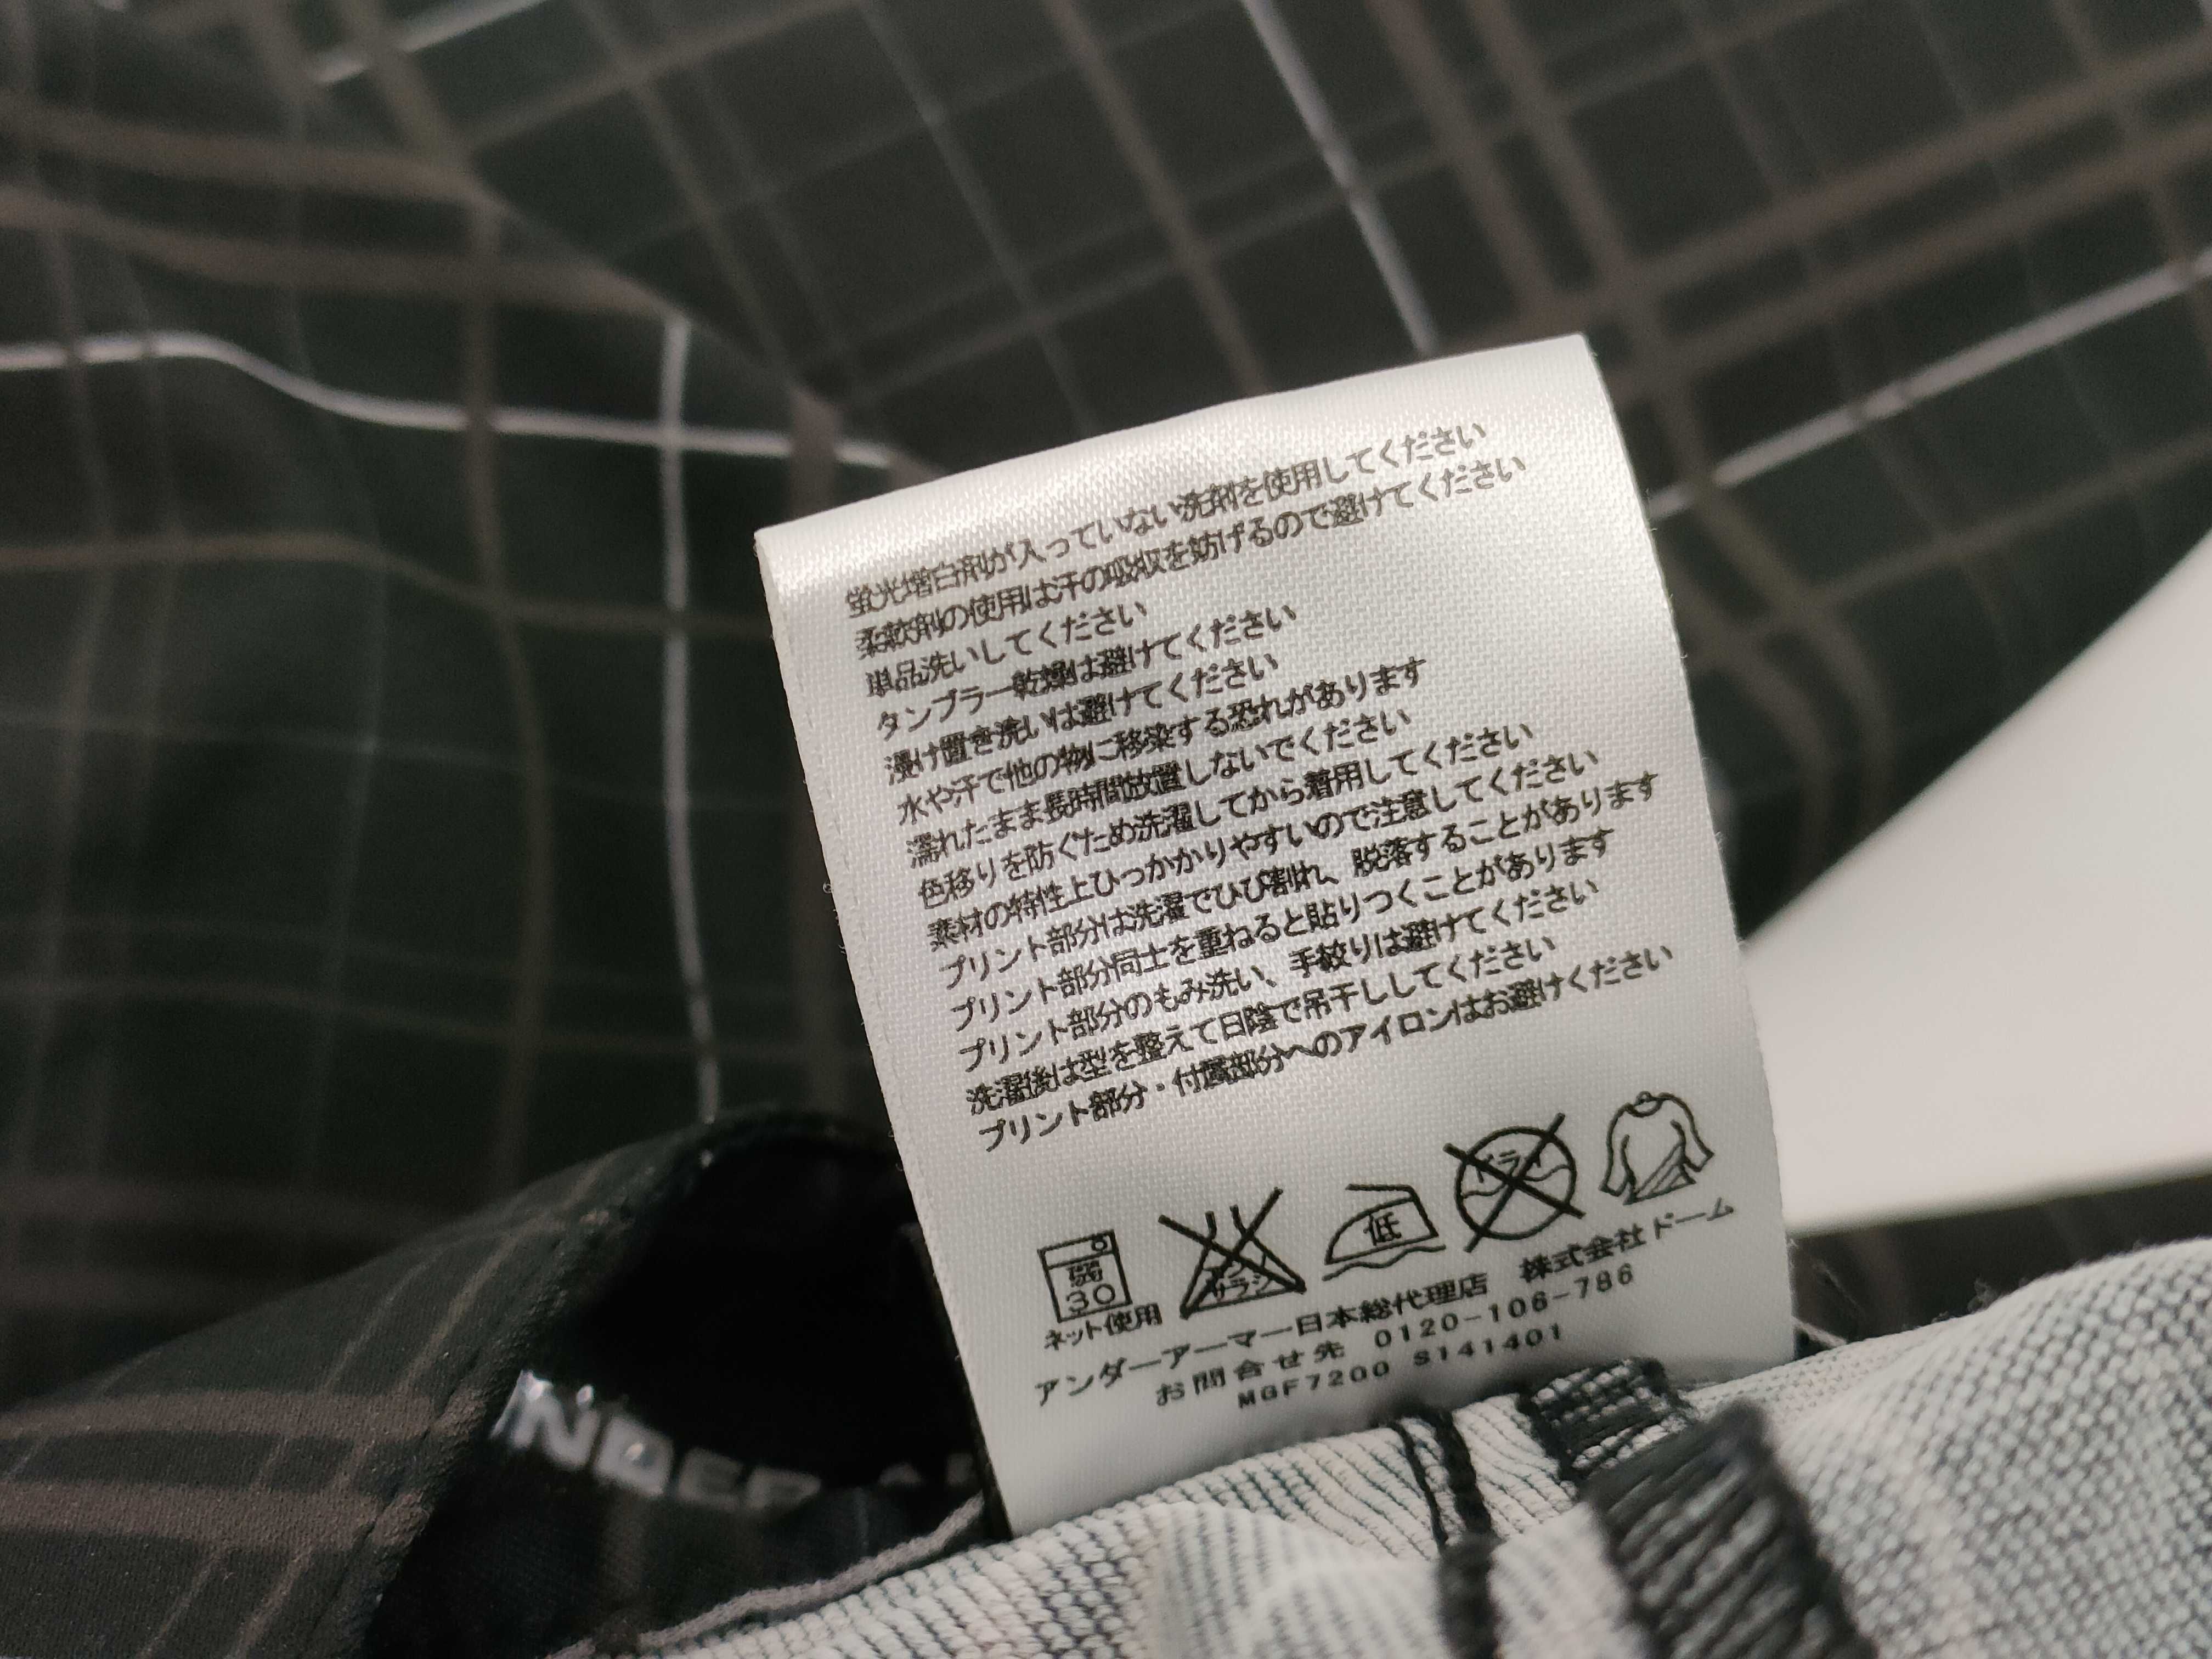 蛍光増白剤が入っていない洗剤を使用してください
柔軟剤の使用は汗の吸収を妨げるので避けてください
単品洗いしてください
タンブラー乾燥は避けてください
浸け置き洗いは避けてください
水や汗で他の物に移染する恐れがあります
濡れたまま長時間放置しないでください
色移りを防ぐため洗濯してから着用してください
素材の特性上ひっかかりやすいので注意してください
プリント部分は洗濯でひび割れ、脱落することがあります
プリント部分同士を重ねると貼りつくことがあります
プリント部分のもみ洗い、手絞りは避けてください
洗濯後は型を整えて日陰で吊干ししてください
プリント部分・付属部分へのアイロンはお避けください
弱
30
ネット使用
エンソ
サラシ
低
ドライ
アンダーアーマー日本総代理店 株式会社ドーム
お問合せ先 0120-106-786
MGF7200 S141401